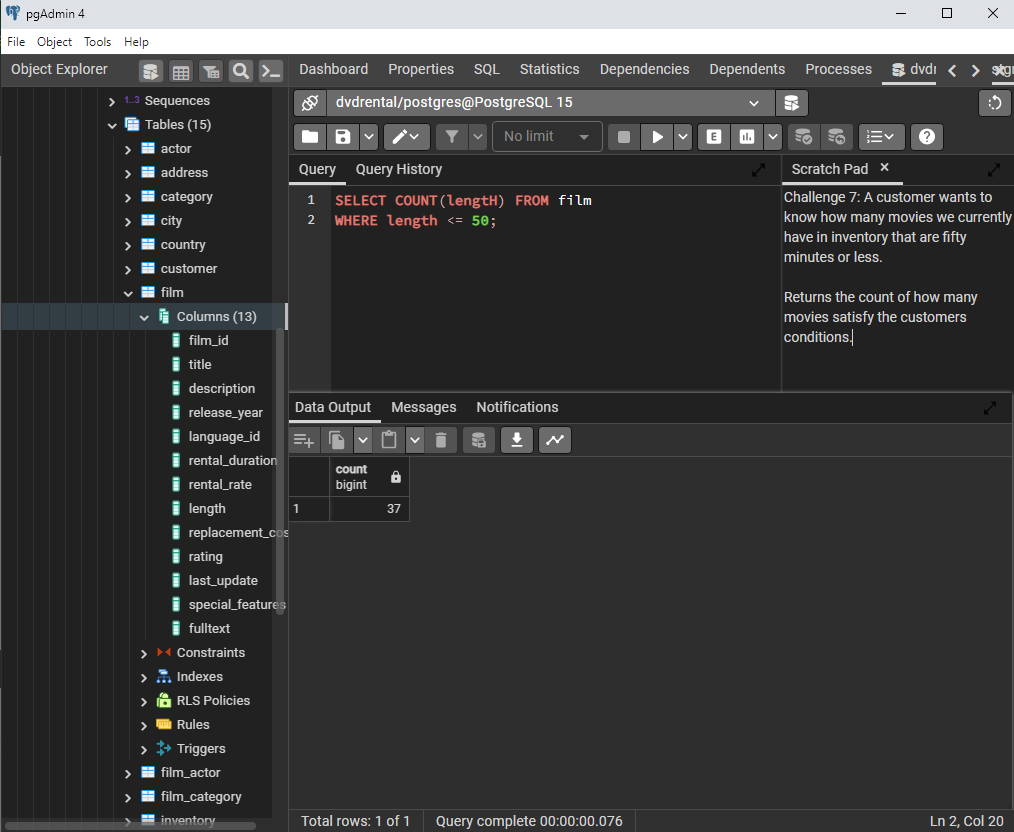 pgAdmin 4
File Object Tools Help
Object Explorer
Dashboard Properties SQL Statistics Dependencies Dependents Processes
1..3 Sequences
Tables (15)
actor
address
category
city
country
customer
film
Columns (13)
film_id
title
description
release_year
language_id
rental_duration
rental_rate
length
replacement_cos
rating
last_update
special_features
fulltext
Constraints
Indexes
RLS Policies
Rules
Triggers
film_actor
film_category
inventory
dvdrental/postgres@PostgreSQL 15
No limit
E
Query Query History
1 SELECT COUNT(lengtH) FROM film
2 WHERE length <= 50;
Scratch Pad
Challenge 7: A customer wants to
know how many movies we currently
have in inventory that are fifty
minutes or less.
Returns the count of how many
movies satisfy the customers
conditions.
Data Output Messages Notifications
count
bigint
1 37
Total rows: 1 of 1 Query complete 00:00:00.076 Ln 2, Col 20